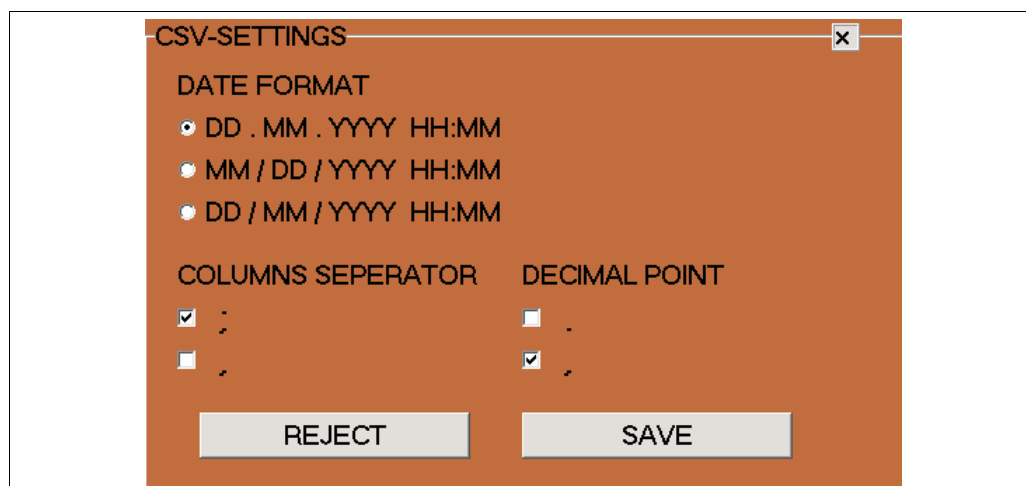 CSV-SETTINGS
DATE FORMAT
DD . MM . YYYY HH:MM
MM / DD / YYYY HH:MM
DD / MM / YYYY HH:MM
COLUMNS SEPERATOR DECIMAL POINT
; .
, ,
REJECT SAVE